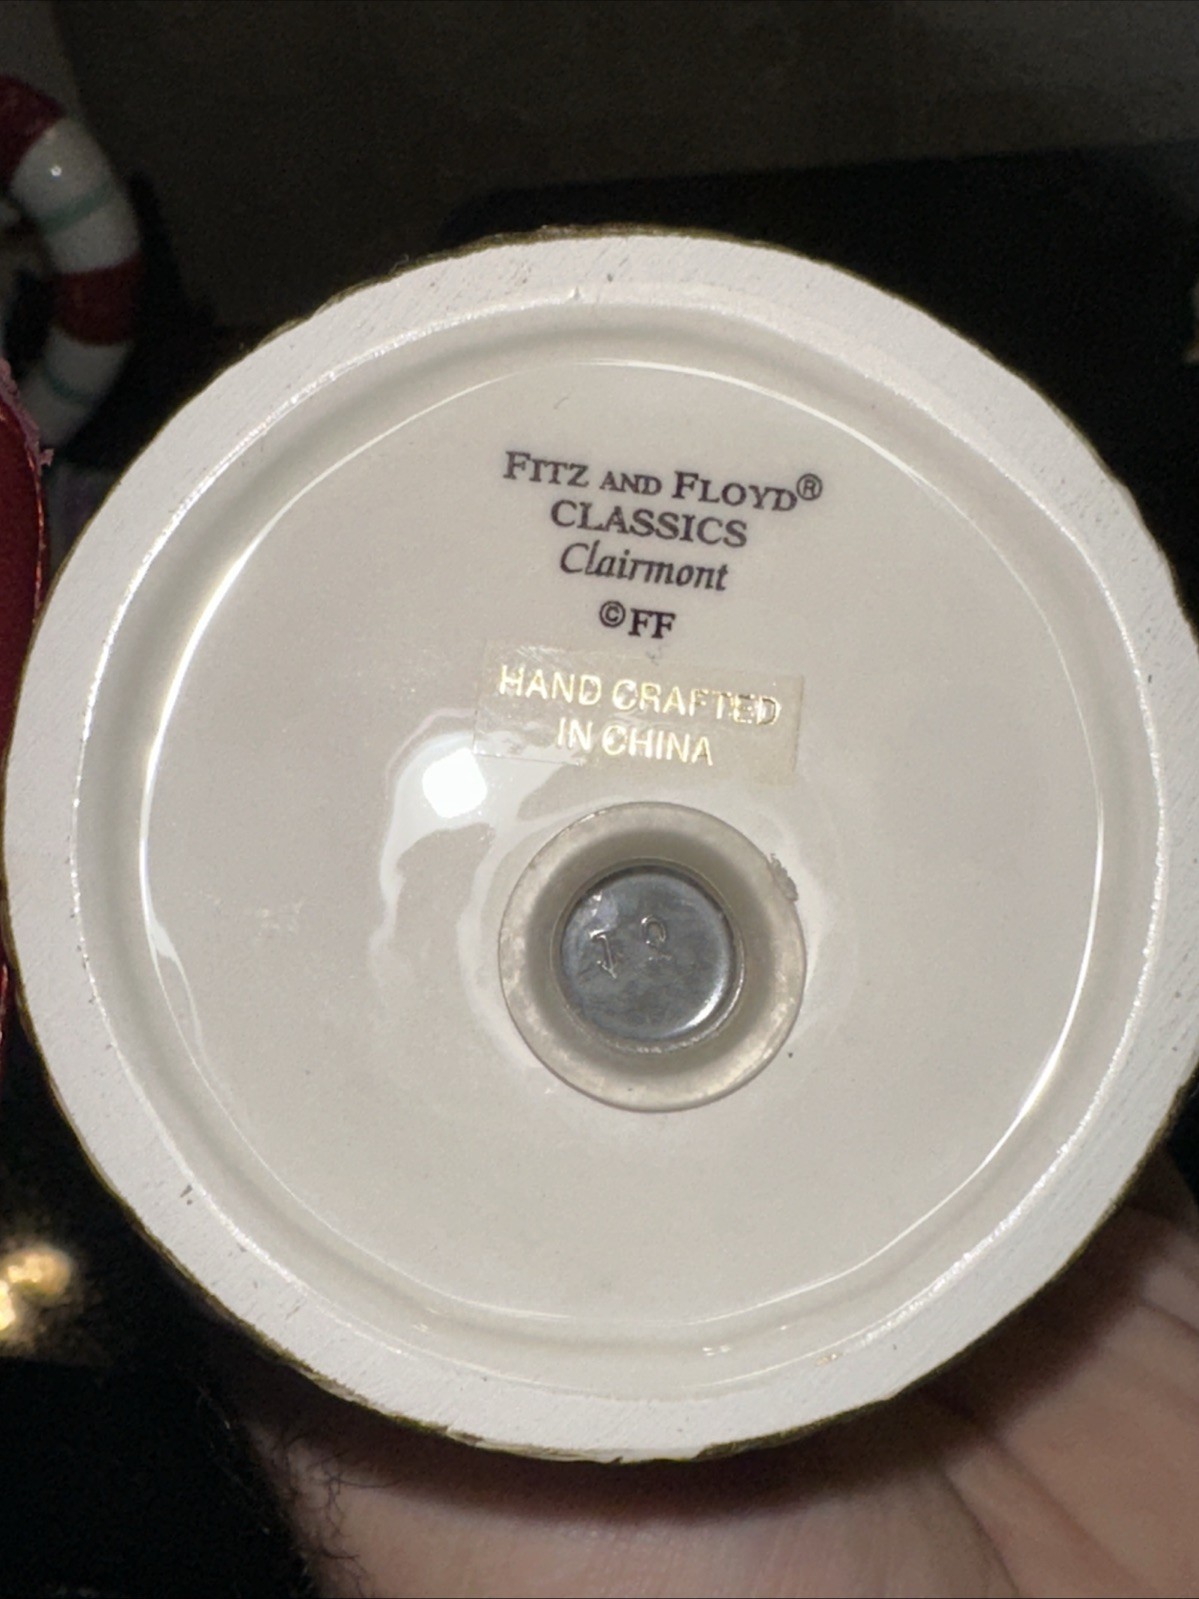 FITZ AND FLOYD®
CLASSICS
Clairmont
©FF
HAND CRAFTED
IN CHINA